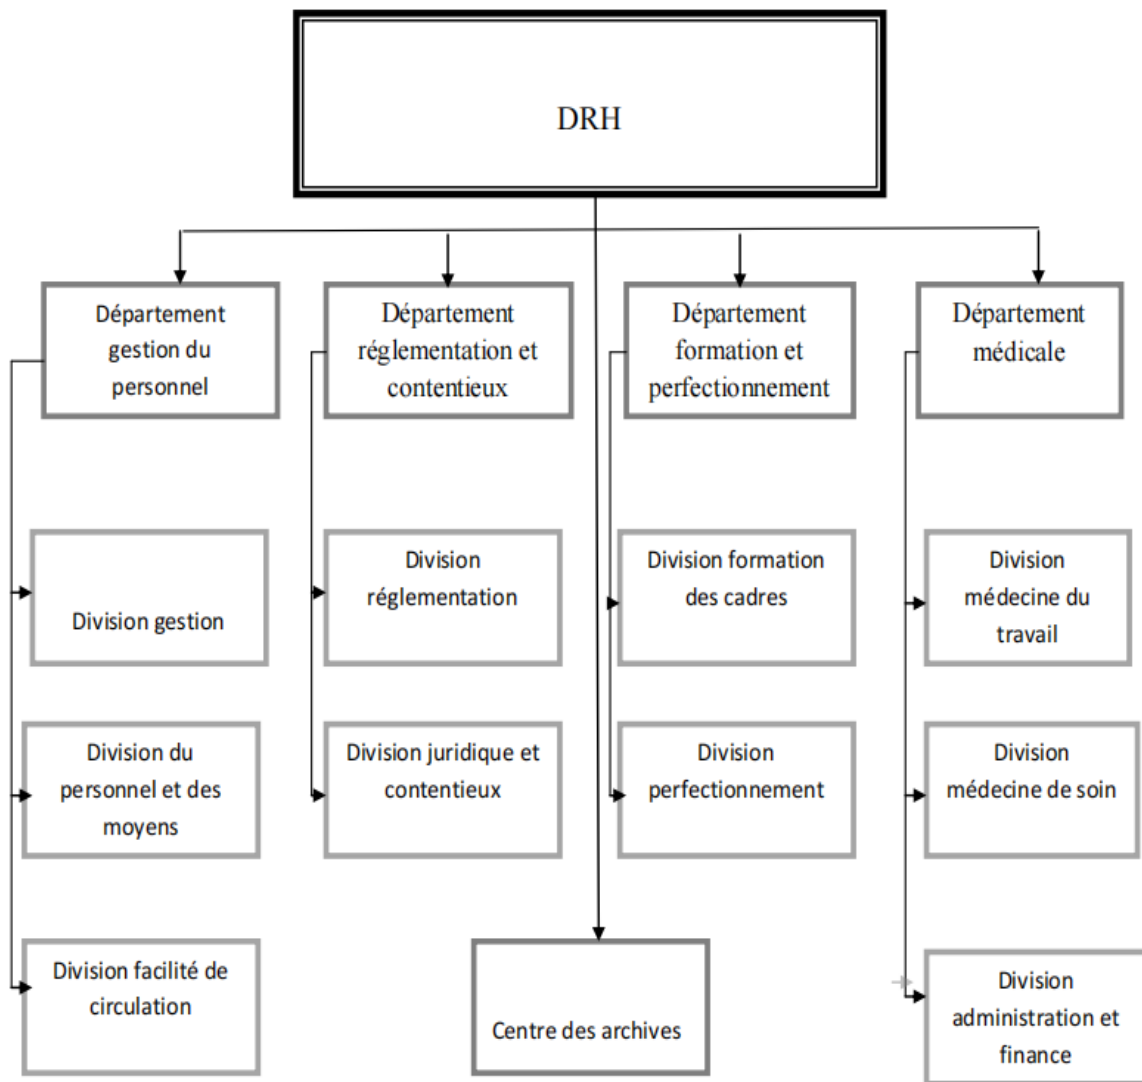 DRH
Département
gestion du
personnel
Département
réglementation et
contentieux
Département
formation et
perfectionnement
Département
médicale
Division gestion
Division
réglementation
Division formation
des cadres
Division
médecine du
travail
Division du
personnel et des
moyens
Division juridique et
contentieux
Division
perfectionnement
Division
médecine de soin
Division facilité de
circulation
Centre des archives
Division
administration et
finance